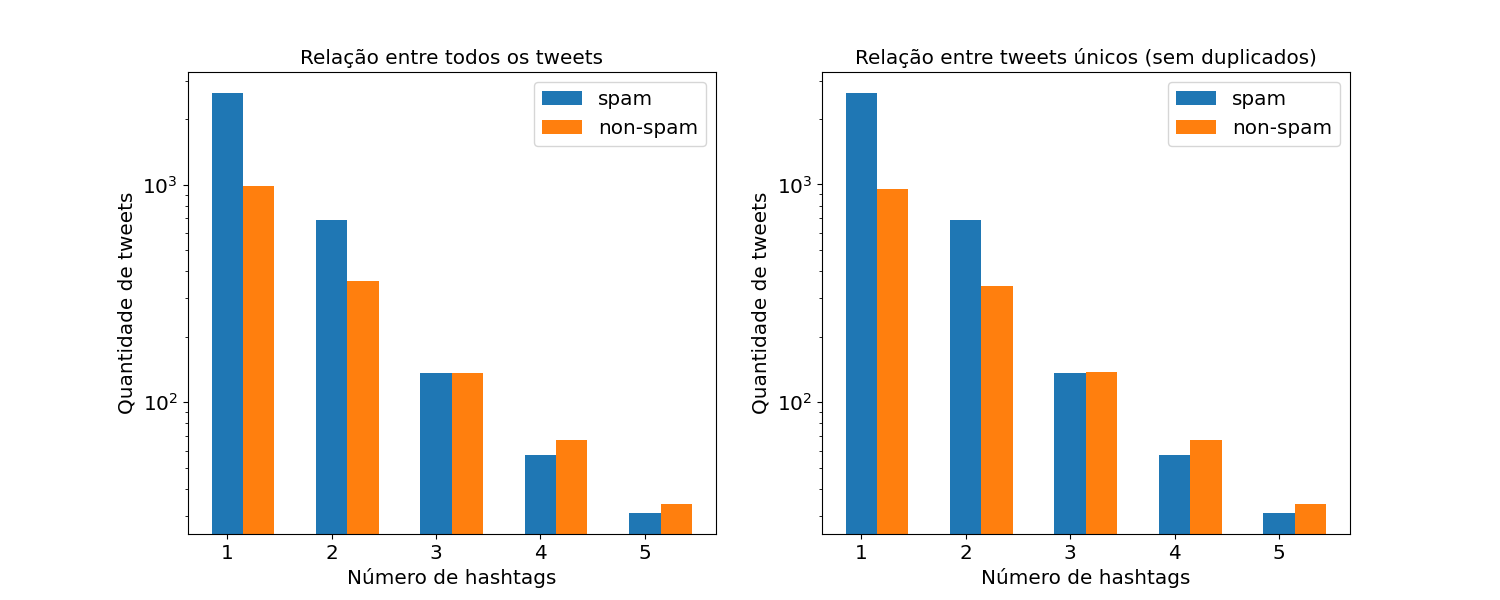 Relação entre todos os tweets
spam
non-spam
10³
10²
Quantidade de tweets
1 2 3 4 5
Número de hashtags
Relação entre tweets únicos (sem duplicados)
spam
non-spam
10³
10²
Quantidade de tweets
1 2 3 4 5
Número de hashtags